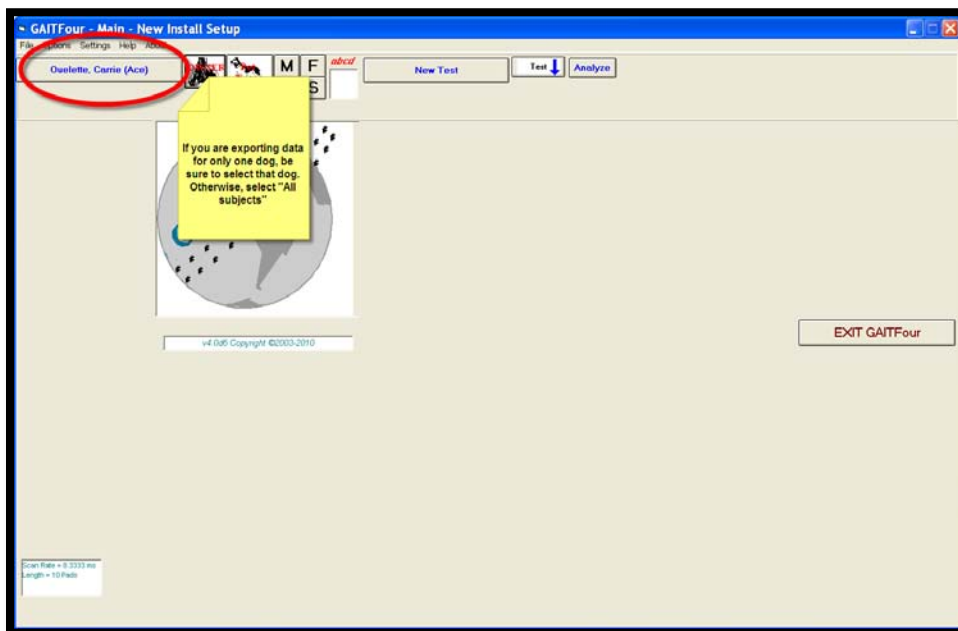 GAITFour - Main - New Install Setup
File Options Settings Help About
Ouelette, Carrie (Ace)
M F
S
abcd
New Test
Test
Analyze
If you are exporting data
for only one dog, be
sure to select that dog.
Otherwise, select "All
subjects"
v4.0d6 Copyright ©2003-2010
EXIT GAITFour
Scan Rate = 8.3333 ms
Length = 10 Pads